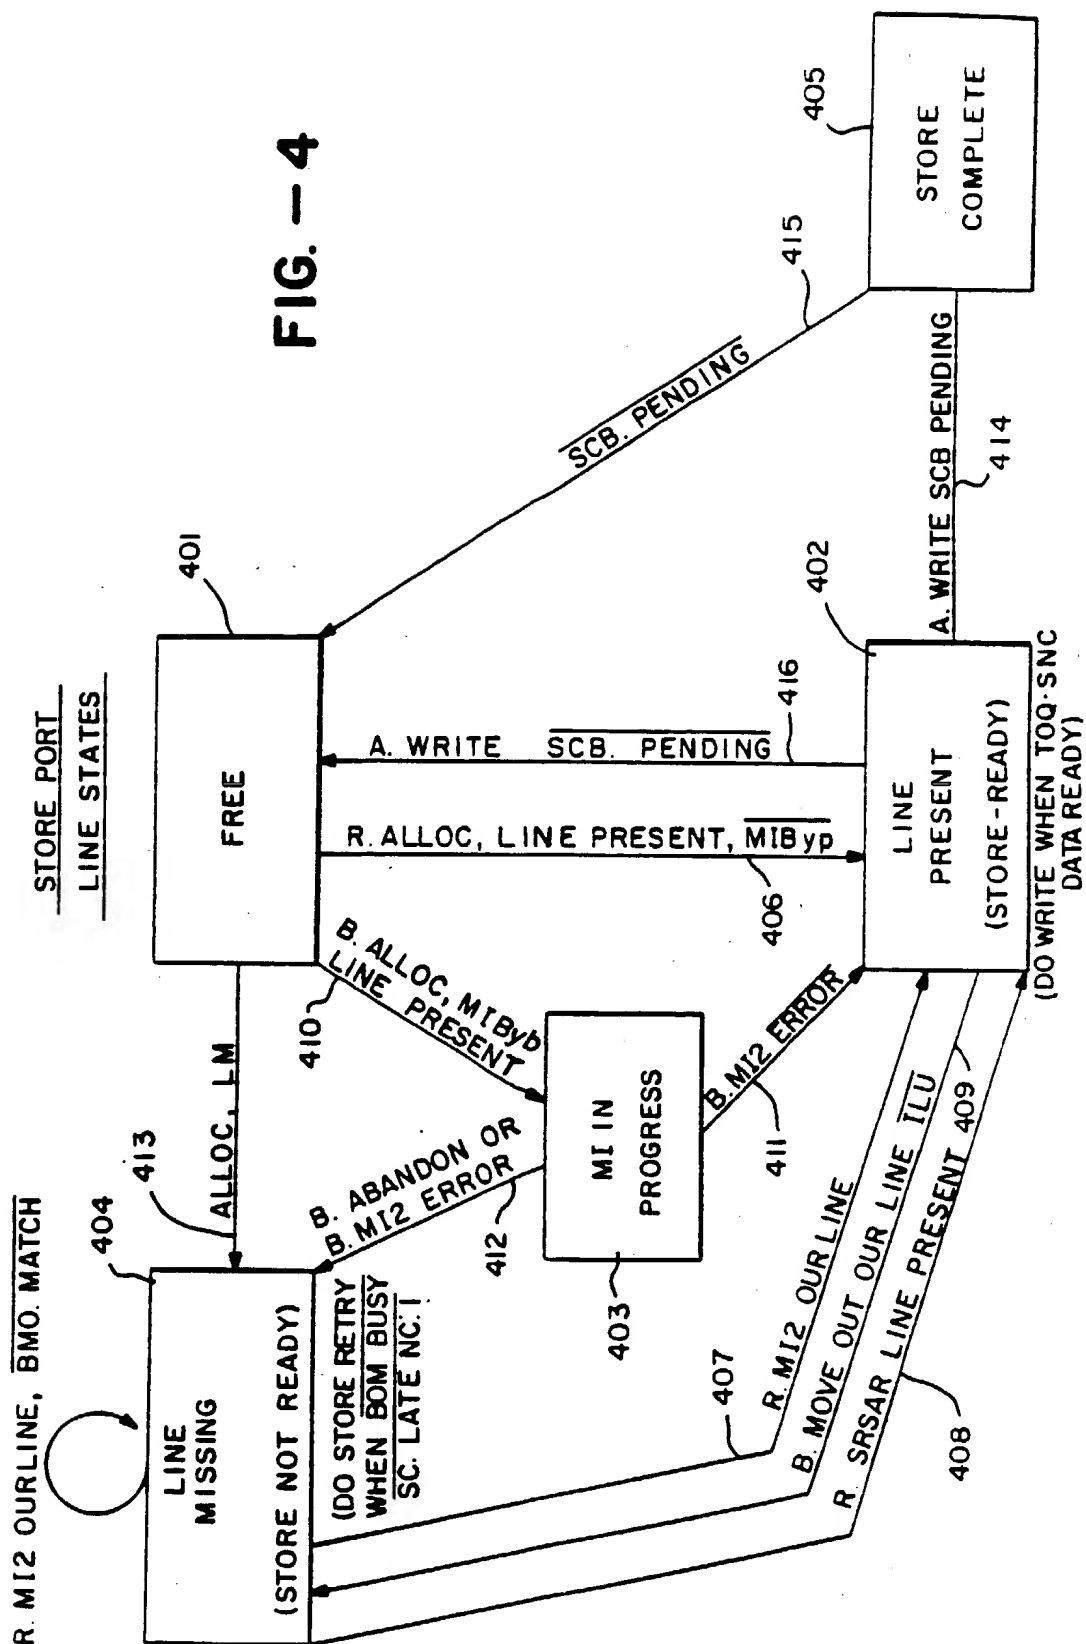 FIG. — 4
STORE PORT
LINE STATES
FREE
401
STORE
COMPLETE
405
415
SCB. PENDING
A. WRITE SCB PENDING
414
LINE
PRESENT
(STORE-READY)
402
(DO WRITE WHEN TOQ·SNC
DATA READY)
A. WRITE SCB. PENDING
416
R. ALLOC, LINE PRESENT, MIByp
406
B. ALLOC, MIByb
LINE PRESENT
410
MI IN
PROGRESS
403
B. MI2 ERROR
411
B. ABANDON OR
B. MI2 ERROR
412
ALLOC, LM
413
404
R. MI2 OURLINE, BMO. MATCH
LINE
MISSING
(STORE NOT READY)
(DO STORE RETRY
WHEN BOM BUSY
SC. LATE NC. 1
407
R. MI2 OUR LINE
B. MOVE OUT OUR LINE ILU
409
R. SRSAR LINE PRESENT
408